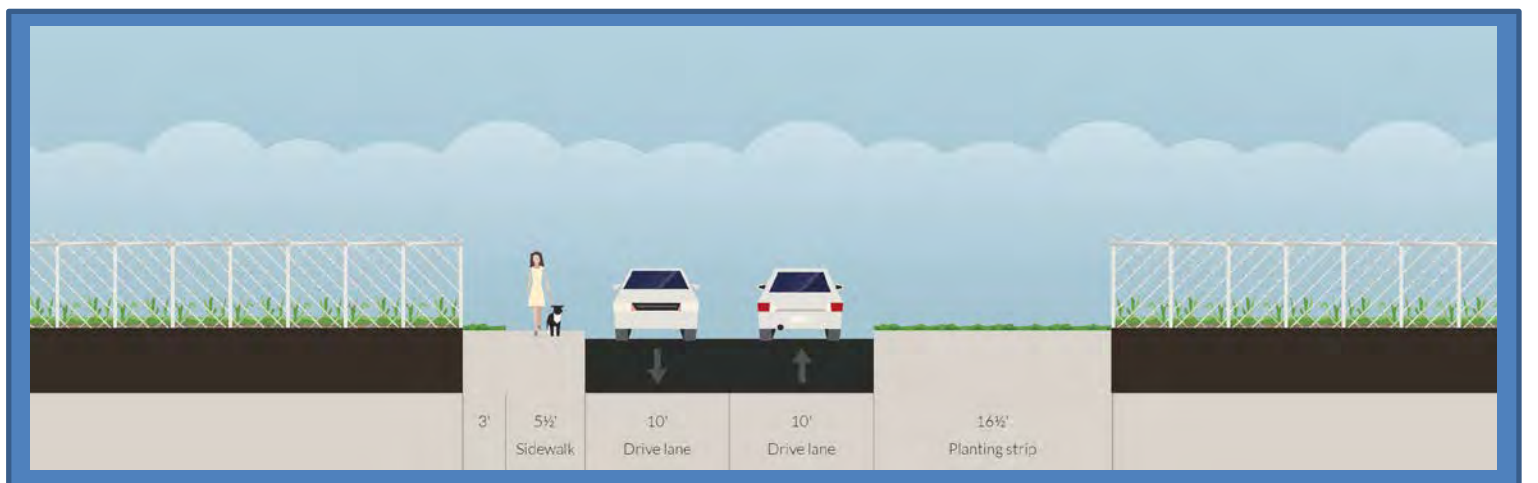 3' 5½' 10' 10' 16½'
Sidewalk Drive lane Drive lane Planting strip